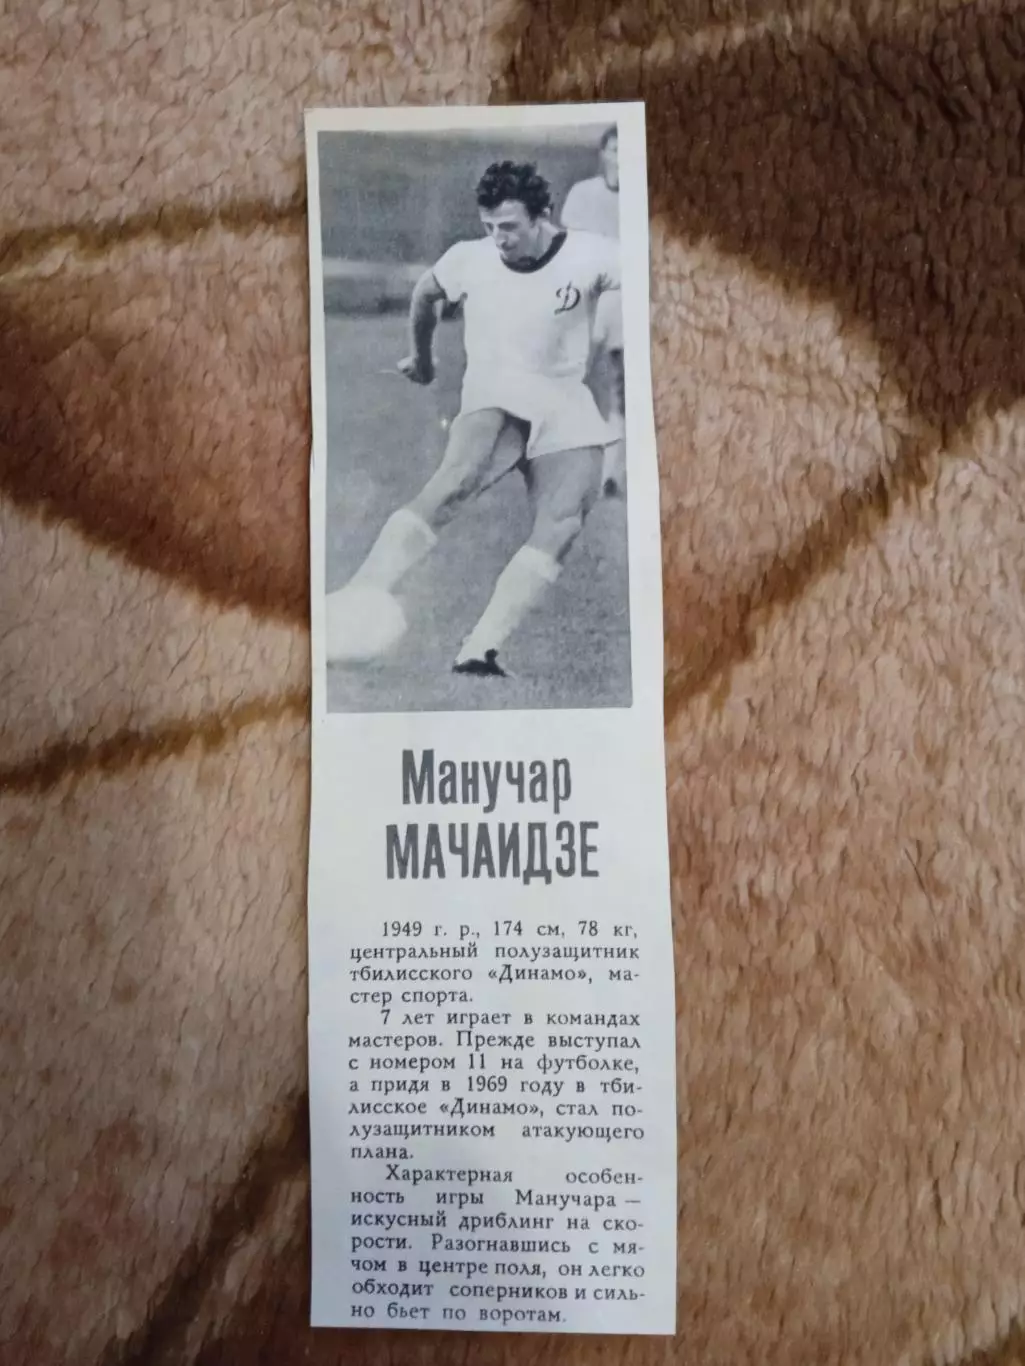 Д
Манучар
МАЧАИДЗЕ
1949 г. р., 174 см, 78 кг,
центральный полузащитник
тбилисского «Динамо», ма-
стер спорта.
7 лет играет в командах
мастеров. Прежде выступал
с номером 11 на футболке,
а придя в 1969 году в тби-
лисское «Динамо», стал по-
лузащитником атакующего
плана.
Характерная особен-
ность игры Манучара —
искусный дриблинг на ско-
рости. Разогнавшись с мя-
чом в центре поля, он легко
обходит соперников и силь-
но бьет по воротам.